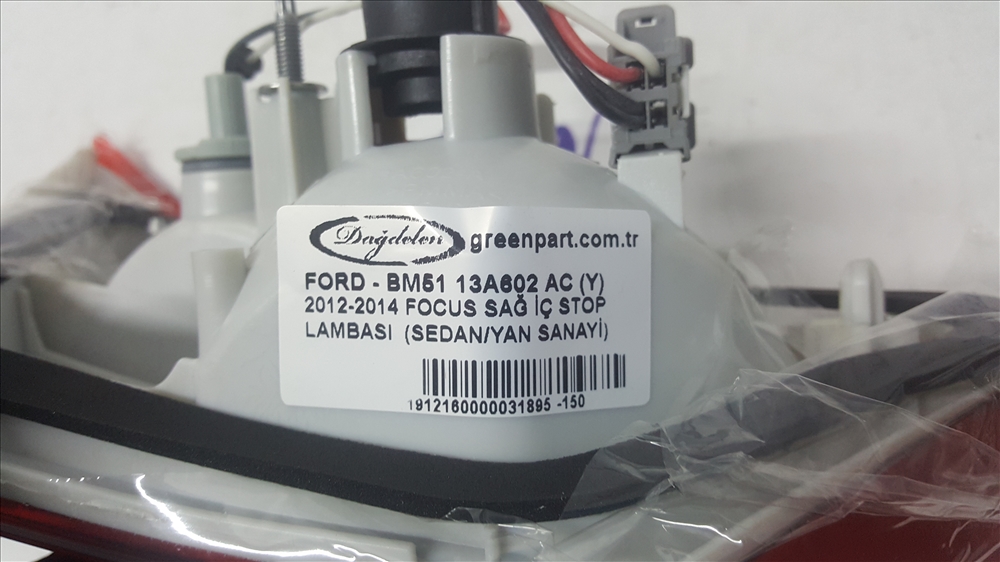 Dağdelen greenpart.com.tr
FORD - BM51 13A602 AC (Y)
2012-2014 FOCUS SAĞ İÇ STOP
LAMBASI (SEDAN/YAN SANAYİ)
1912160000031895 -150